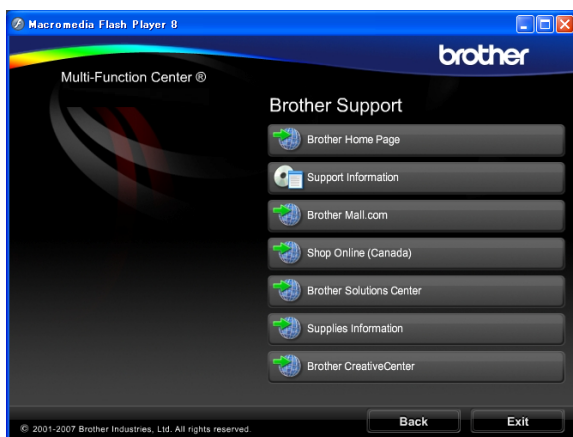 Macromedia Flash Player 8
brother
Multi-Function Center ®
Brother Support
Brother Home Page
Support Information
Brother Mall.com
Shop Online (Canada)
Brother Solutions Center
Supplies Information
Brother CreativeCenter
© 2001-2007 Brother Industries, Ltd. All rights reserved.
Back
Exit